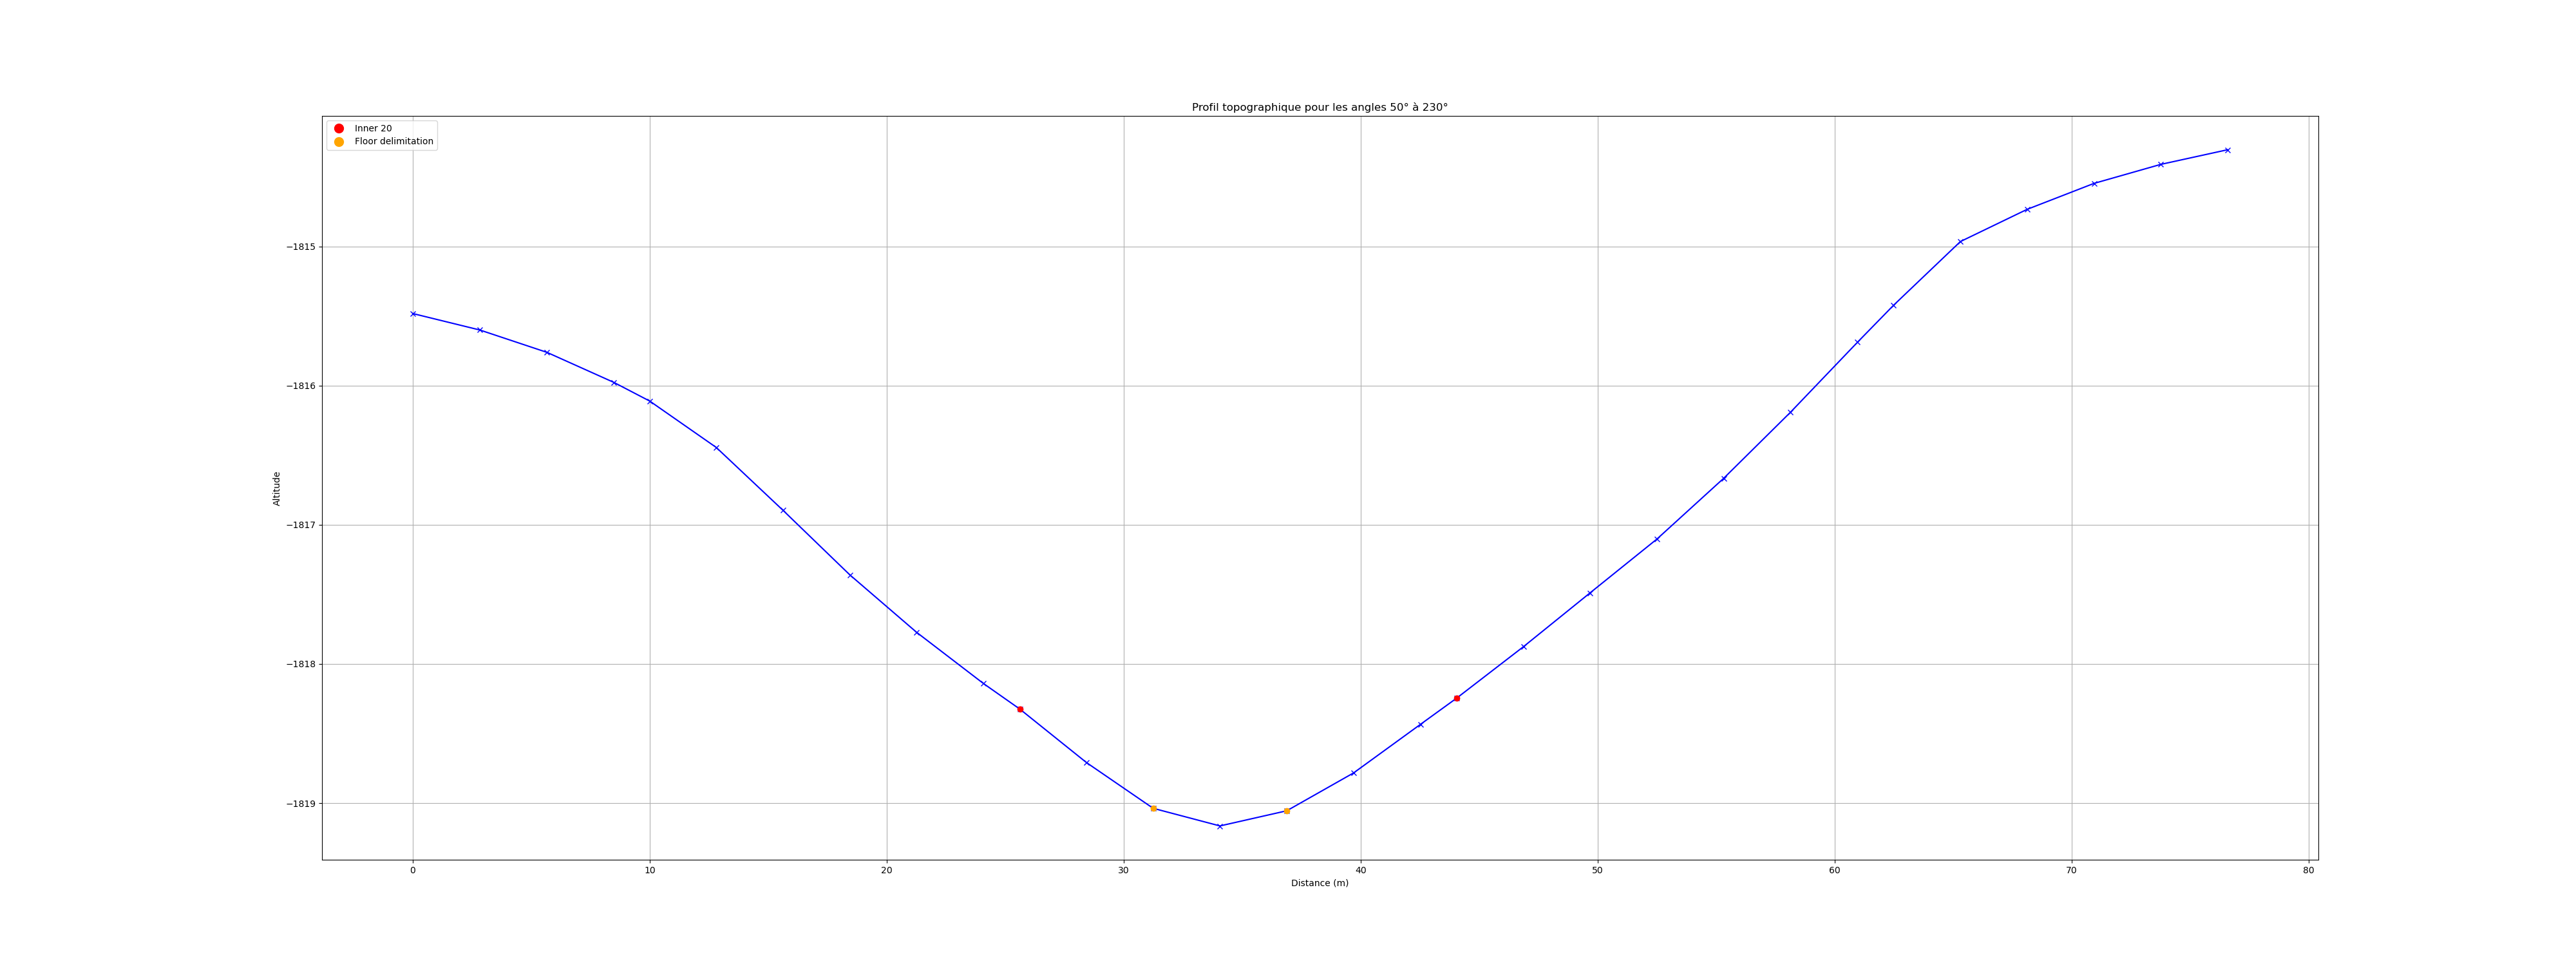 Profil topographique pour les angles 50° à 230°
Inner 20
Floor delimitation
Altitude
−1815
−1816
−1817
−1818
−1819
0 10 20 30 40 50 60 70 80
Distance (m)